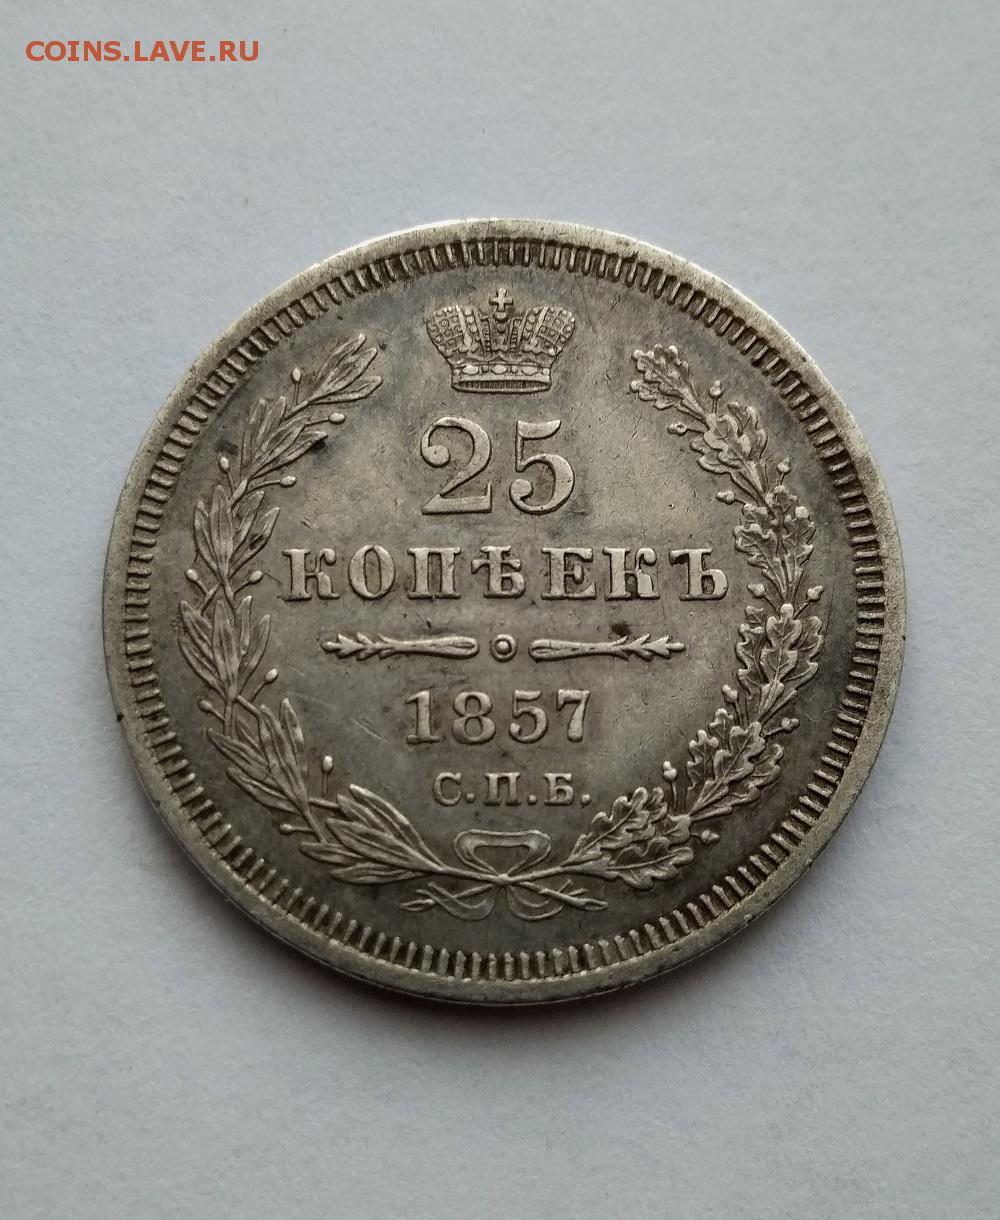 COINS.LAVE.RU
25
КОПѢЕКЪ
1857
С.П.Б.